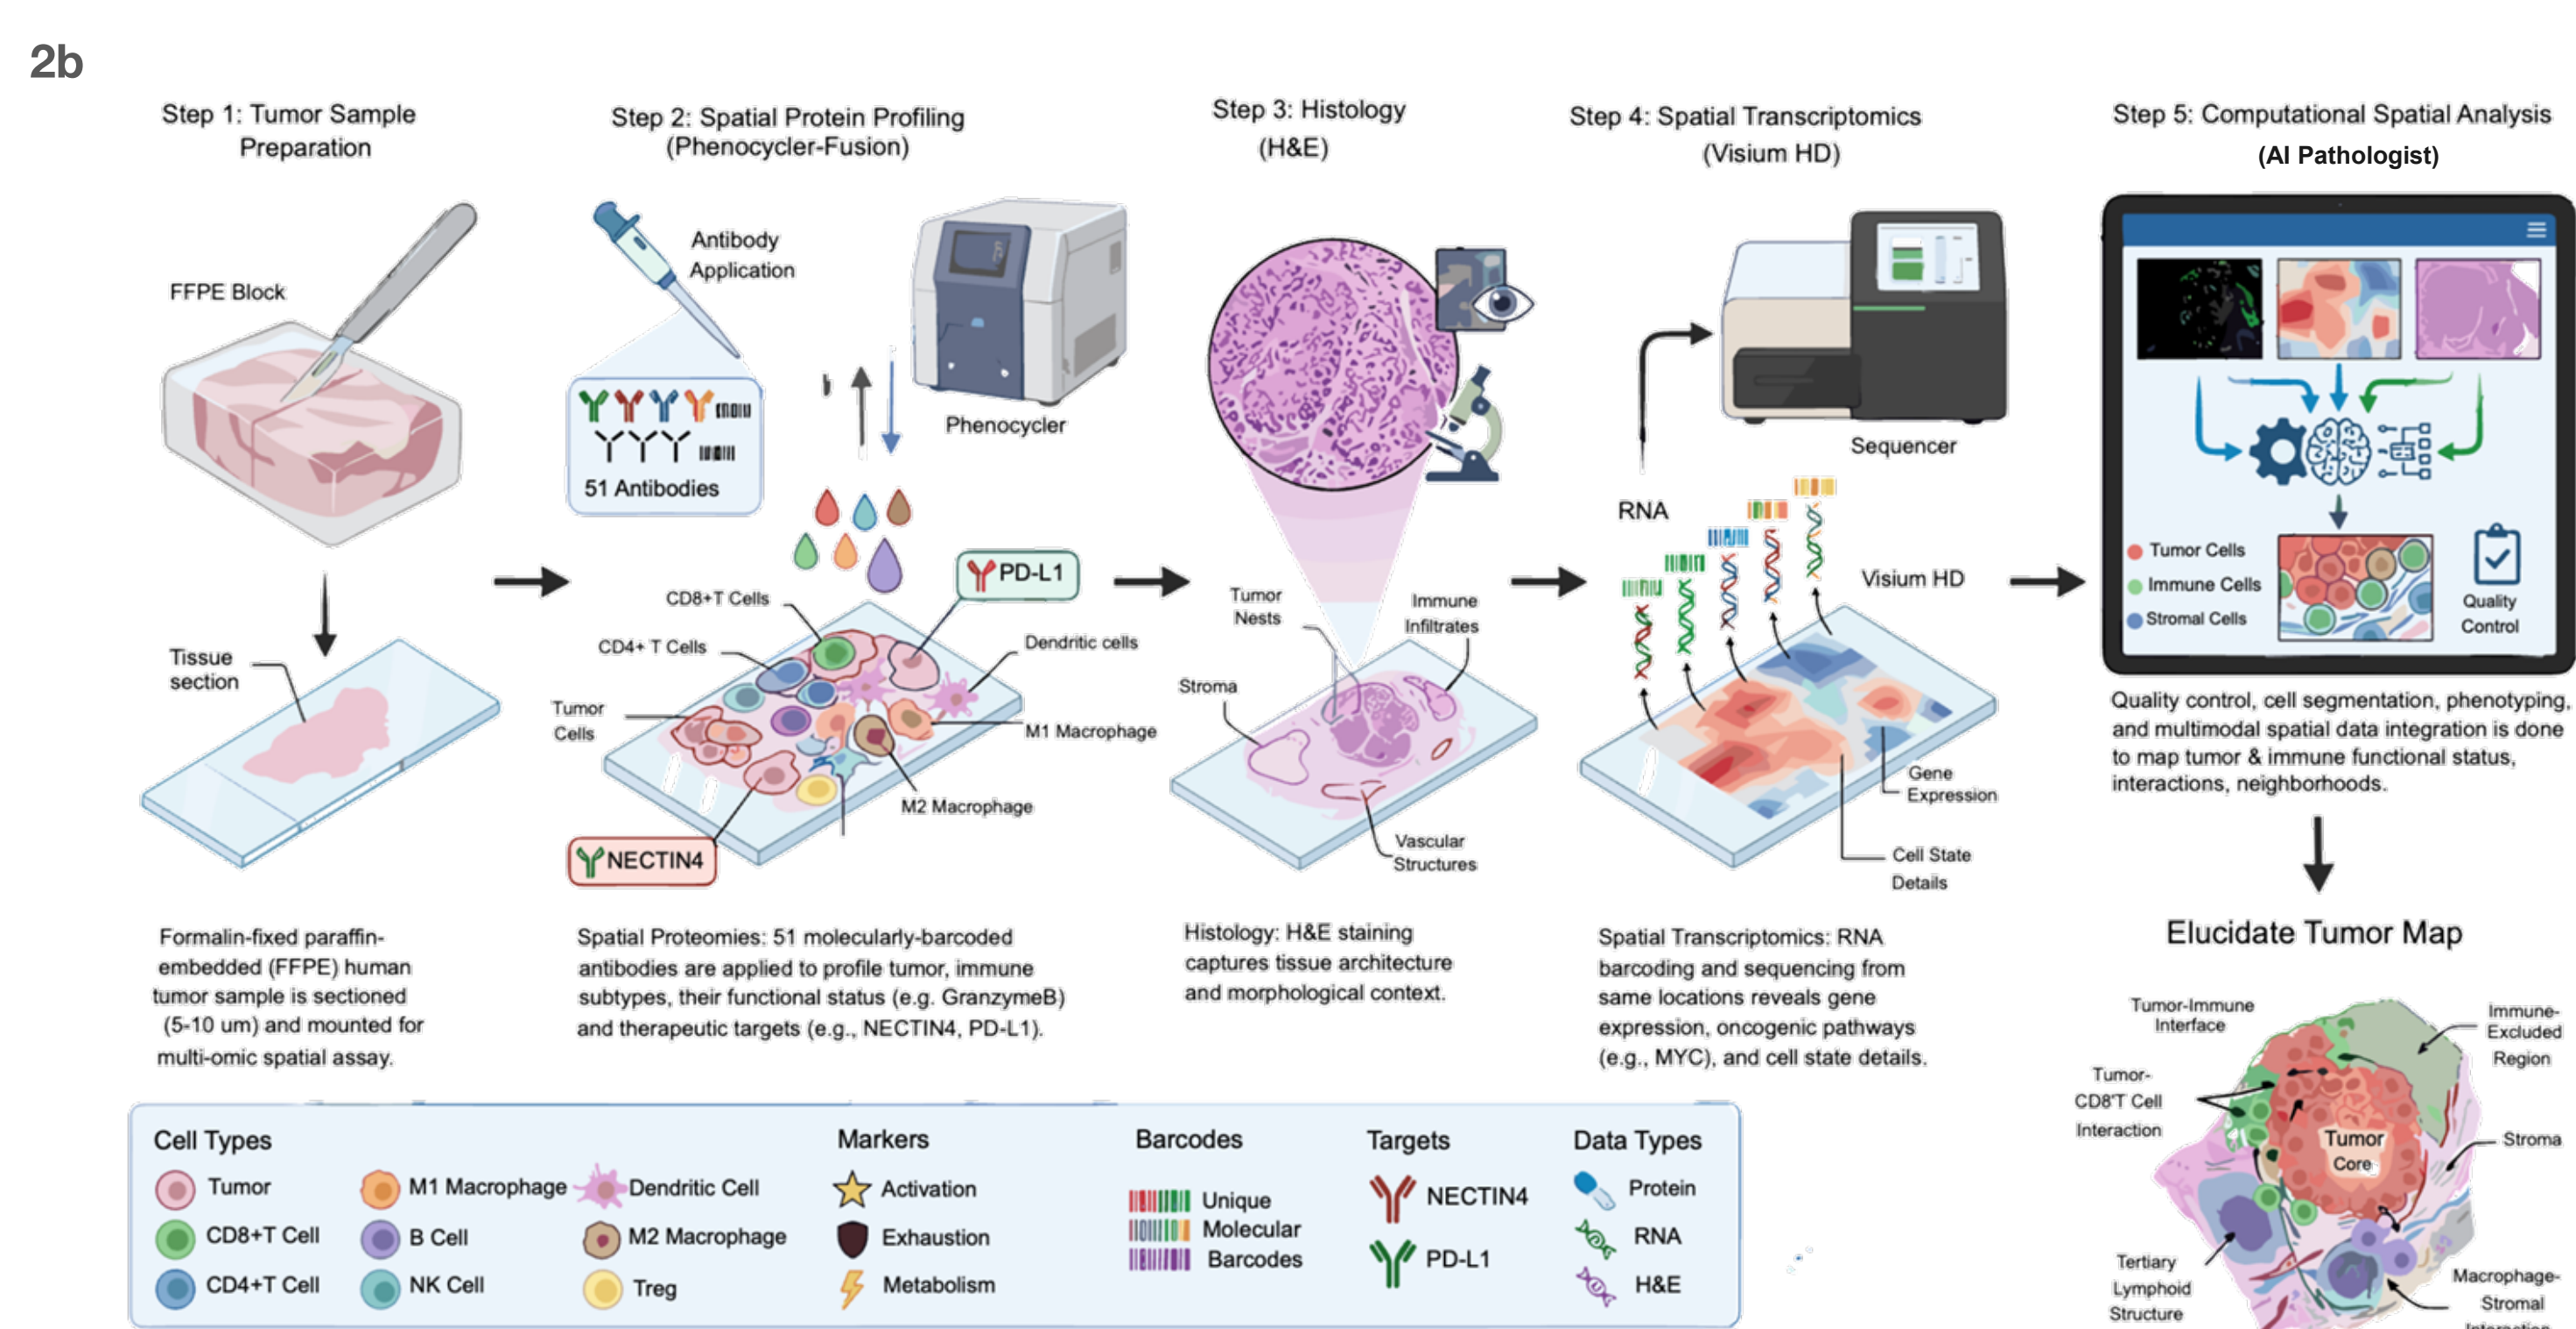 2b
Step 1: Tumor Sample
Preparation
FFPE Block
Tissue
section
Formalin-fixed paraffin-
embedded (FFPE) human
tumor sample is sectioned
(5-10 um) and mounted for
multi-omic spatial assay.
Step 2: Spatial Protein Profiling
(Phenocycler-Fusion)
Antibody
Application
51 Antibodies
Phenocycler
PD-L1
CD8+T Cells
CD4+ T Cells
Dendritic cells
Tumor
Cells
M1 Macrophage
M2 Macrophage
NECTIN4
Spatial Proteomies: 51 molecularly-barcoded
antibodies are applied to profile tumor, immune
subtypes, their functional status (e.g. GranzymeB)
and therapeutic targets (e.g., NECTIN4, PD-L1).
Step 3: Histology
(H&E)
Tumor
Nests
Immune
Infiltrates
Stroma
Vascular
Structures
Histology: H&E staining
captures tissue architecture
and morphological context.
Step 4: Spatial Transcriptomics
(Visium HD)
Sequencer
RNA
Visium HD
Gene
Expression
Cell State
Details
Spatial Transcriptomics: RNA
barcoding and sequencing from
same locations reveals gene
expression, oncogenic pathways
(e.g., MYC), and cell state details.
Step 5: Computational Spatial Analysis
(AI Pathologist)
Tumor Cells
Immune Cells
Stromal Cells
Quality
Control
Quality control, cell segmentation, phenotyping,
and multimodal spatial data integration is done
to map tumor & immune functional status,
interactions, neighborhoods.
Elucidate Tumor Map
Tumor-Immune
Interface
Immune-
Excluded
Region
Tumor-
CD8'T Cell
Interaction
Tumor
Core
Stroma
Tertiary
Lymphoid
Structure
Macrophage-
Stromal
Cell Types
Tumor
CD8+T Cell
CD4+T Cell
M1 Macrophage
B Cell
NK Cell
Dendritic Cell
M2 Macrophage
Treg
Markers
Activation
Exhaustion
Metabolism
Barcodes
Unique
Molecular
Barcodes
Targets
NECTIN4
PD-L1
Data Types
Protein
RNA
H&E